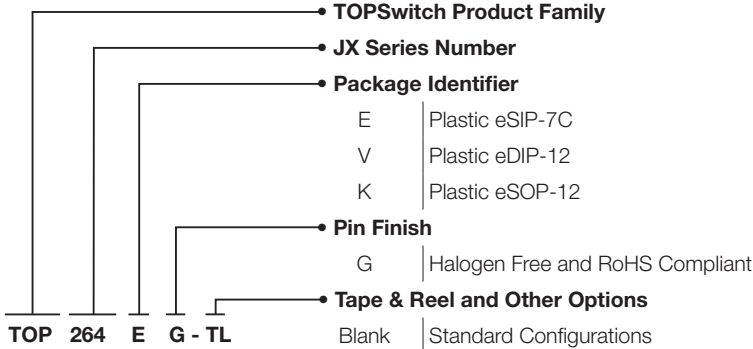 TOPSwitch Product Family
JX Series Number
Package Identifier
E Plastic eSIP-7C
V Plastic eDIP-12
K Plastic eSOP-12
Pin Finish
G Halogen Free and RoHS Compliant
Tape & Reel and Other Options
TOP 264 E G - TL Blank Standard Configurations